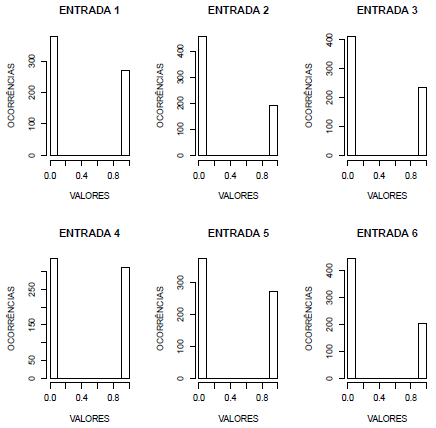 ENTRADA 1
OCORRÊNCIAS
0 100 200 300
0.0 0.4 0.8
VALORES
ENTRADA 2
OCORRÊNCIAS
0 100 200 300 400
0.0 0.4 0.8
VALORES
ENTRADA 3
OCORRÊNCIAS
0 100 200 300 400
0.0 0.4 0.8
VALORES
ENTRADA 4
OCORRÊNCIAS
0 50 150 250
0.0 0.4 0.8
VALORES
ENTRADA 5
OCORRÊNCIAS
0 100 200 300
0.0 0.4 0.8
VALORES
ENTRADA 6
OCORRÊNCIAS
0 100 200 300 400
0.0 0.4 0.8
VALORES